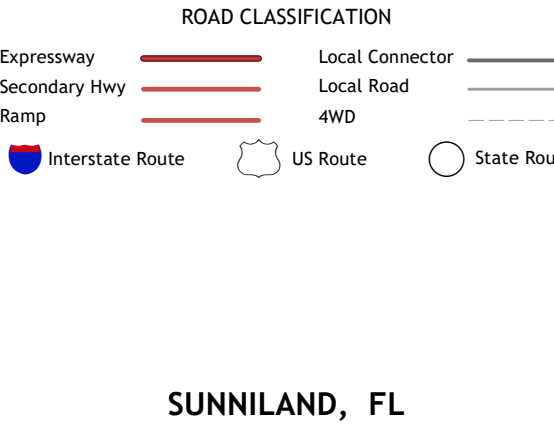 ROAD CLASSIFICATION
Expressway Local Connector
Secondary Hwy Local Road
Ramp 4WD
Interstate Route US Route State Rou
SUNNILAND, FL